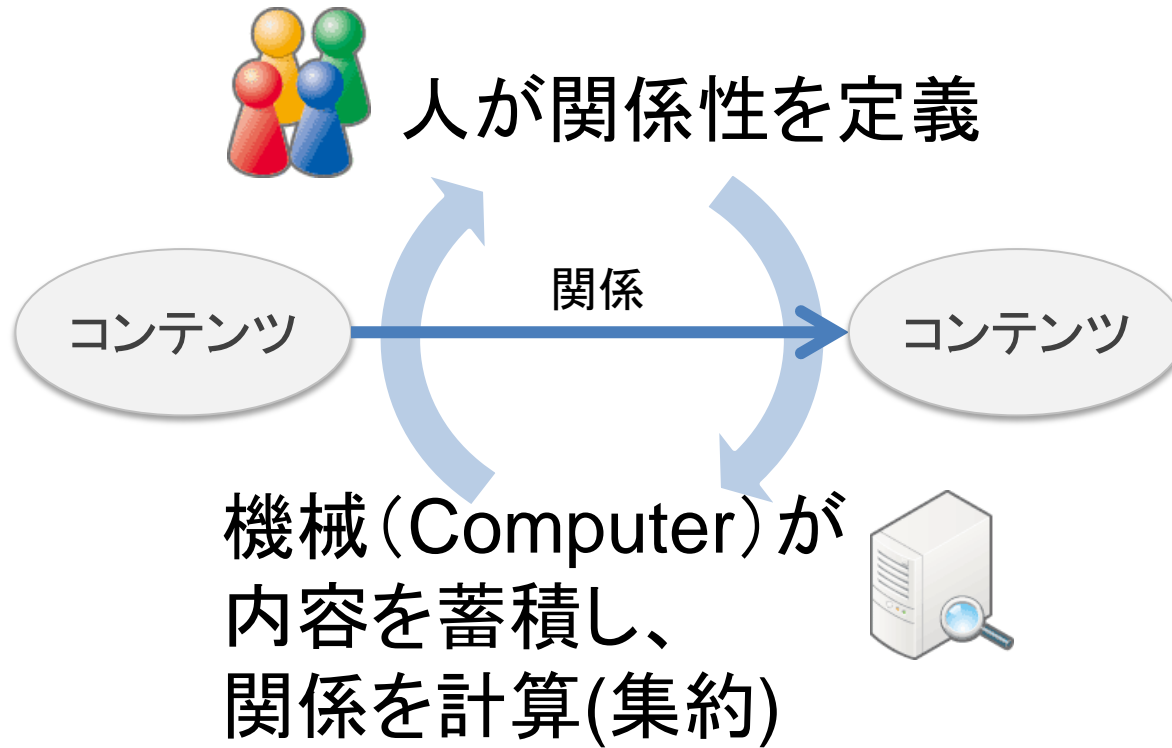 人が関係性を定義
関係
コンテンツ
コンテンツ
機械（Computer）が
内容を蓄積し、
関係を計算(集約)